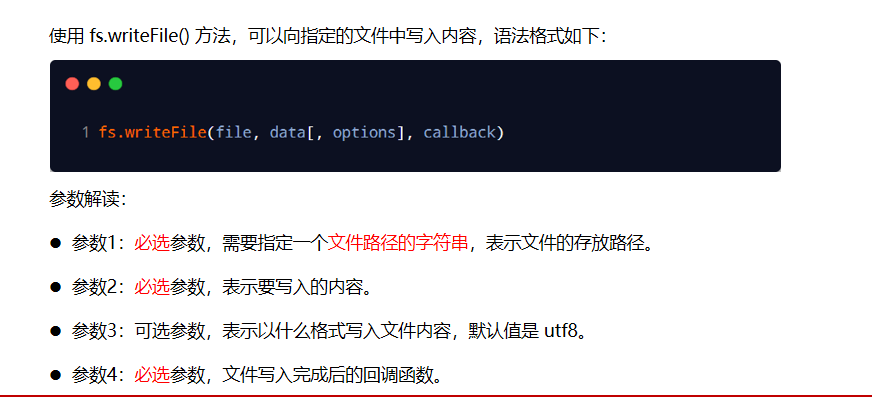 使用 fs.writeFile() 方法，可以向指定的文件中写入内容，语法格式如下：
1 fs.writeFile(file, data[, options], callback)
参数解读：
● 参数1：必选参数，需要指定一个文件路径的字符串，表示文件的存放路径。
● 参数2：必选参数，表示要写入的内容。
● 参数3：可选参数，表示以什么格式写入文件内容，默认值是 utf8。
● 参数4：必选参数，文件写入完成后的回调函数。